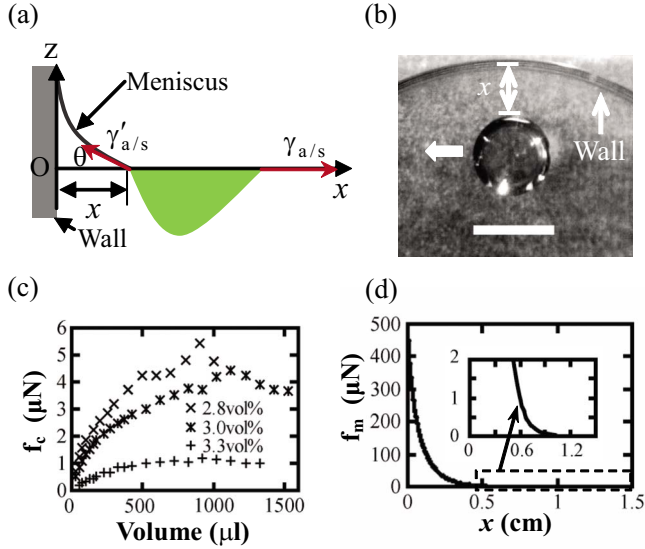 (a)
z
Meniscus
γ′a/s
γa/s
θ
O
x
x
Wall
(b)
x
Wall
(c)
fc (μN)
6
5
4
3
2
1
0
× 2.8vol%
ж 3.0vol%
+ 3.3vol%
0
500
1000
1500
Volume (μl)
(d)
fm (μN)
500
400
300
200
100
0
2
1
0
0
0.6
1.2
0
0.5
1
1.5
x (cm)